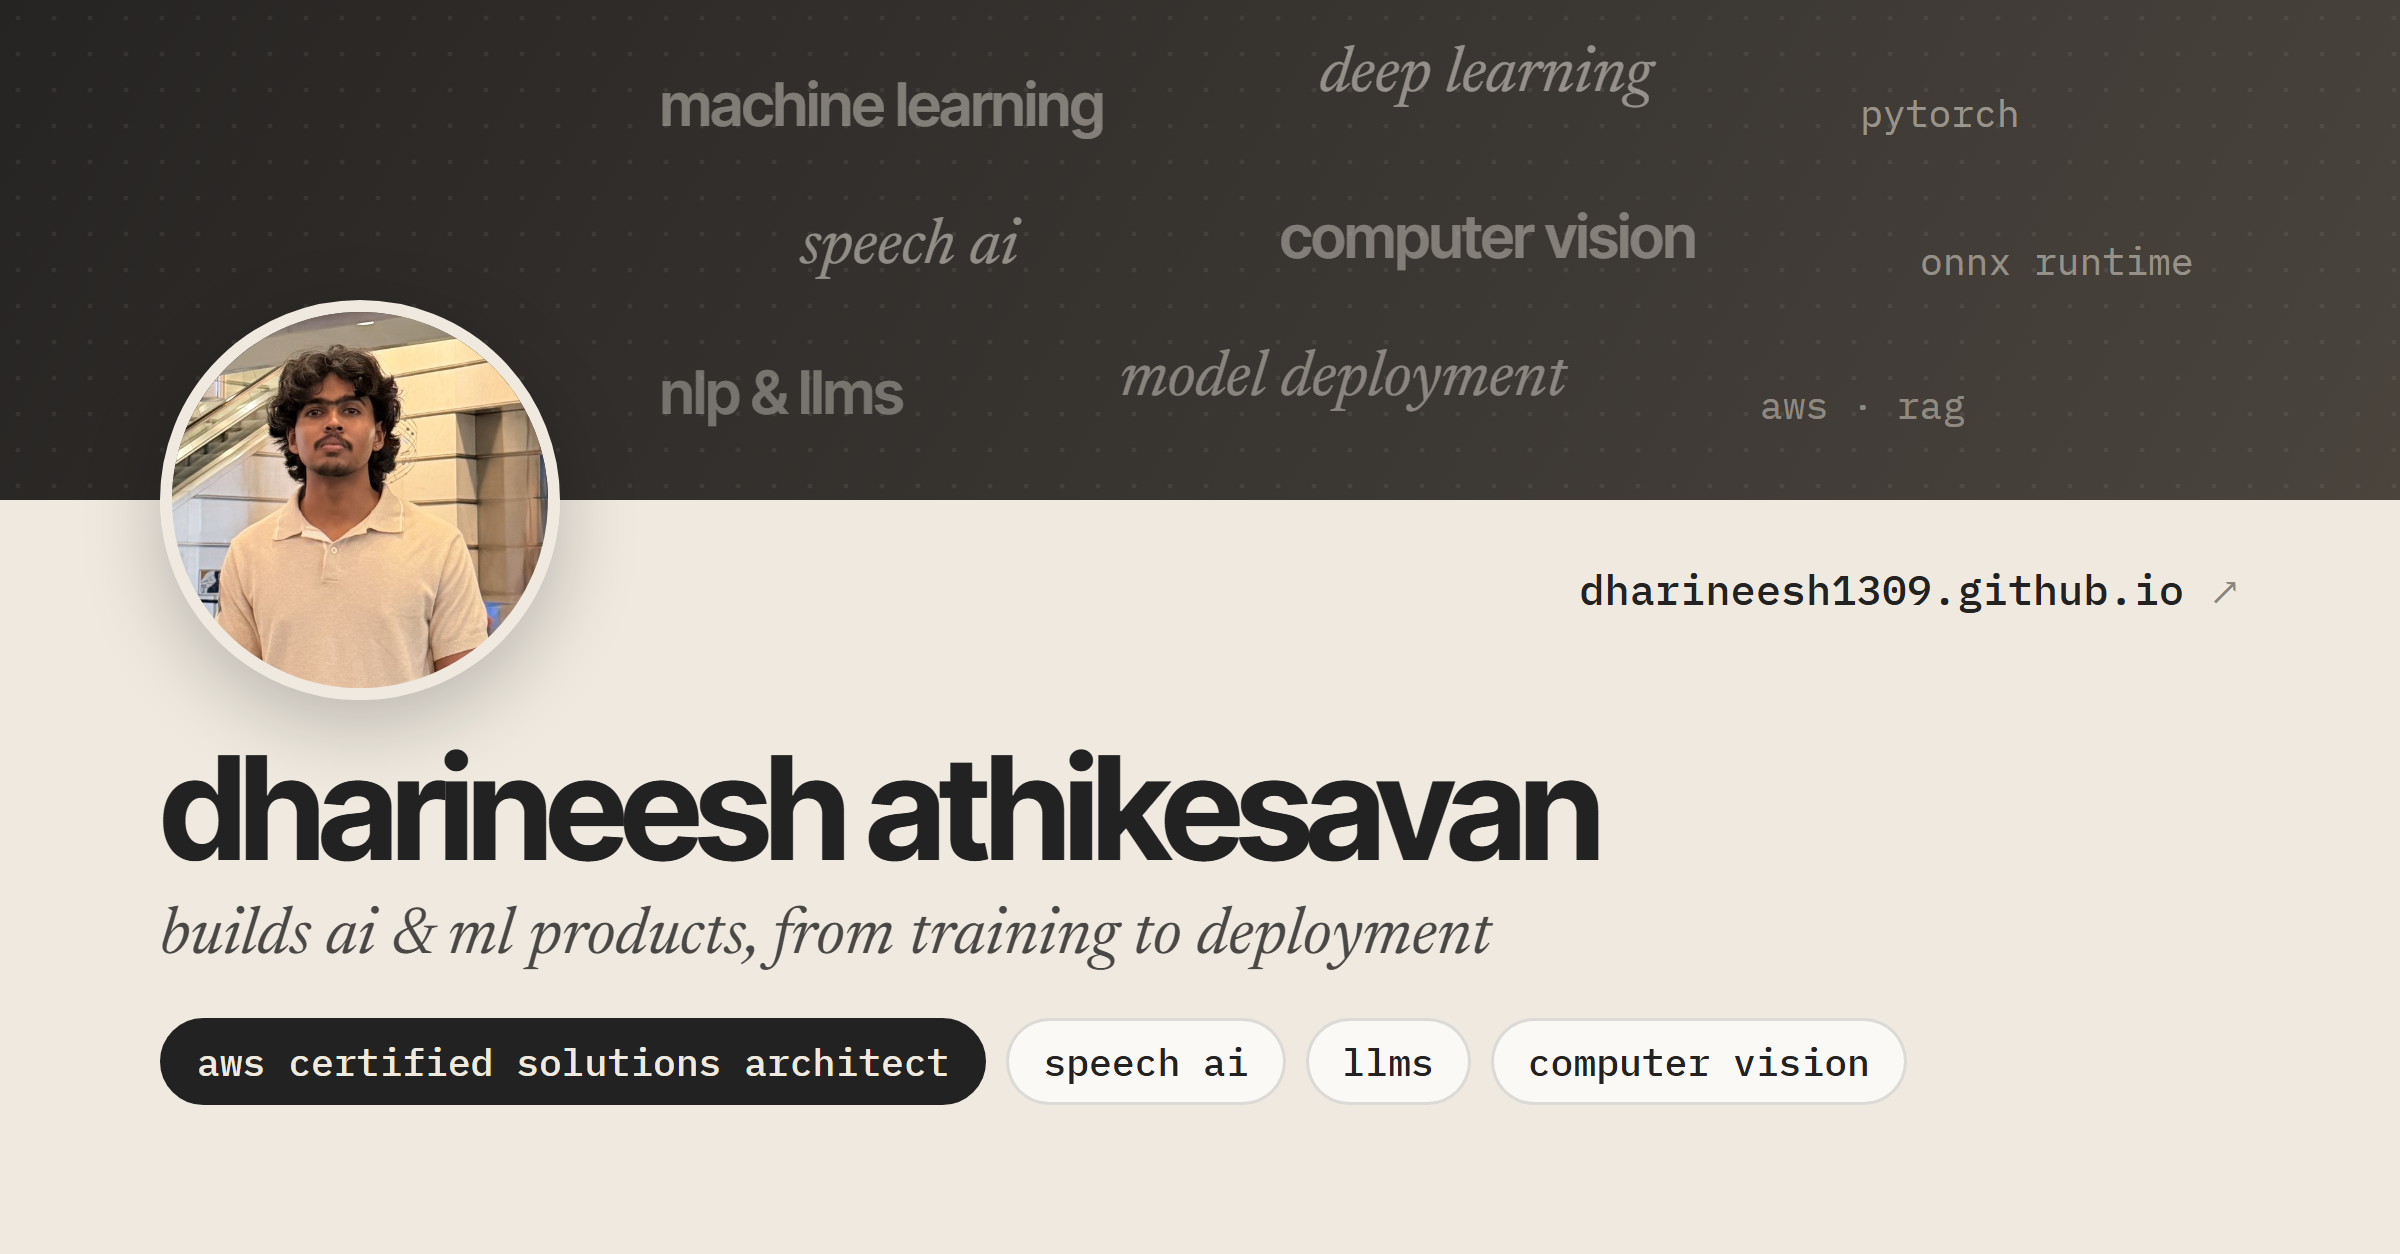 deep learning
machine learning
pytorch
speech ai
computer vision
onnx runtime
nlp & llms
model deployment
aws · rag
dharineesh1309.github.io ↗
dharineesh athikesavan
builds ai & ml products, from training to deployment
aws certified solutions architect
speech ai
llms
computer vision